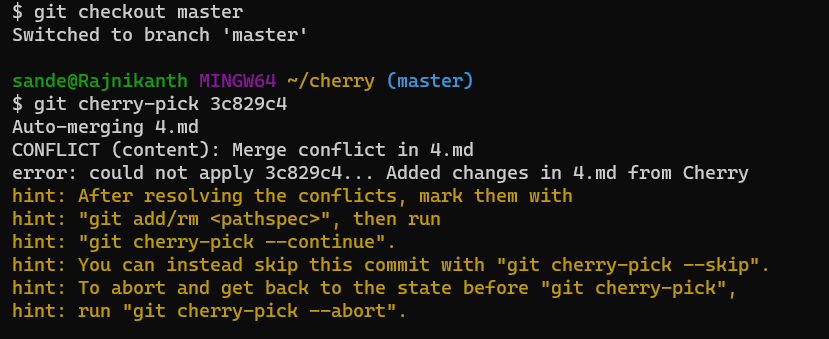 $ git checkout master
Switched to branch 'master'
sande@Rajnikanth MINGW64 ~/cherry (master)
$ git cherry-pick 3c829c4
Auto-merging 4.md
CONFLICT (content): Merge conflict in 4.md
error: could not apply 3c829c4... Added changes in 4.md from Cherry
hint: After resolving the conflicts, mark them with
hint: "git add/rm <pathspec>", then run
hint: "git cherry-pick --continue".
hint: You can instead skip this commit with "git cherry-pick --skip".
hint: To abort and get back to the state before "git cherry-pick",
hint: run "git cherry-pick --abort".